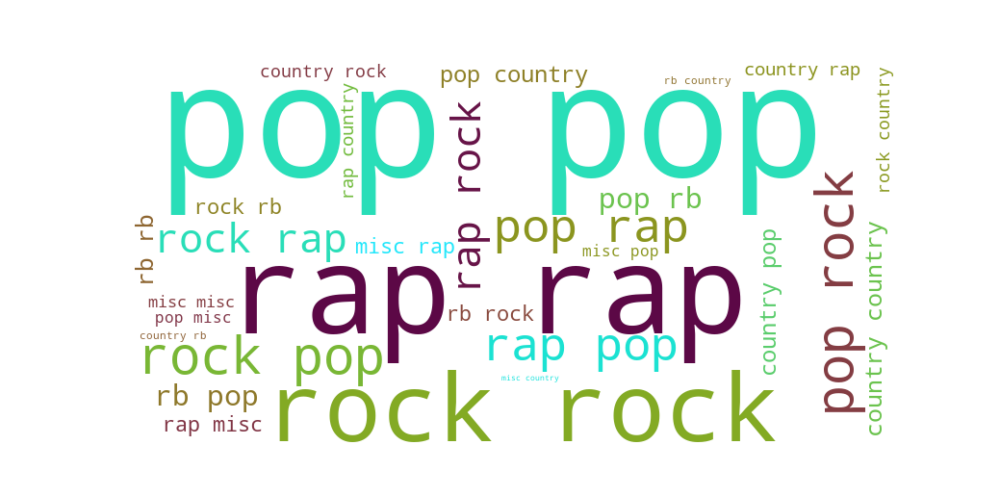 country rock
pop country
rb country
country rap
pop pop
rap country
rap rock
rock country
rock rb
pop rb
pop rock
rb rb
rock rap
misc rap
pop rap
misc pop
country pop
country country
rap rap
misc misc
pop misc
rb rock
country rb
rock pop
rap pop
misc country
rb pop
rock rock
rap misc